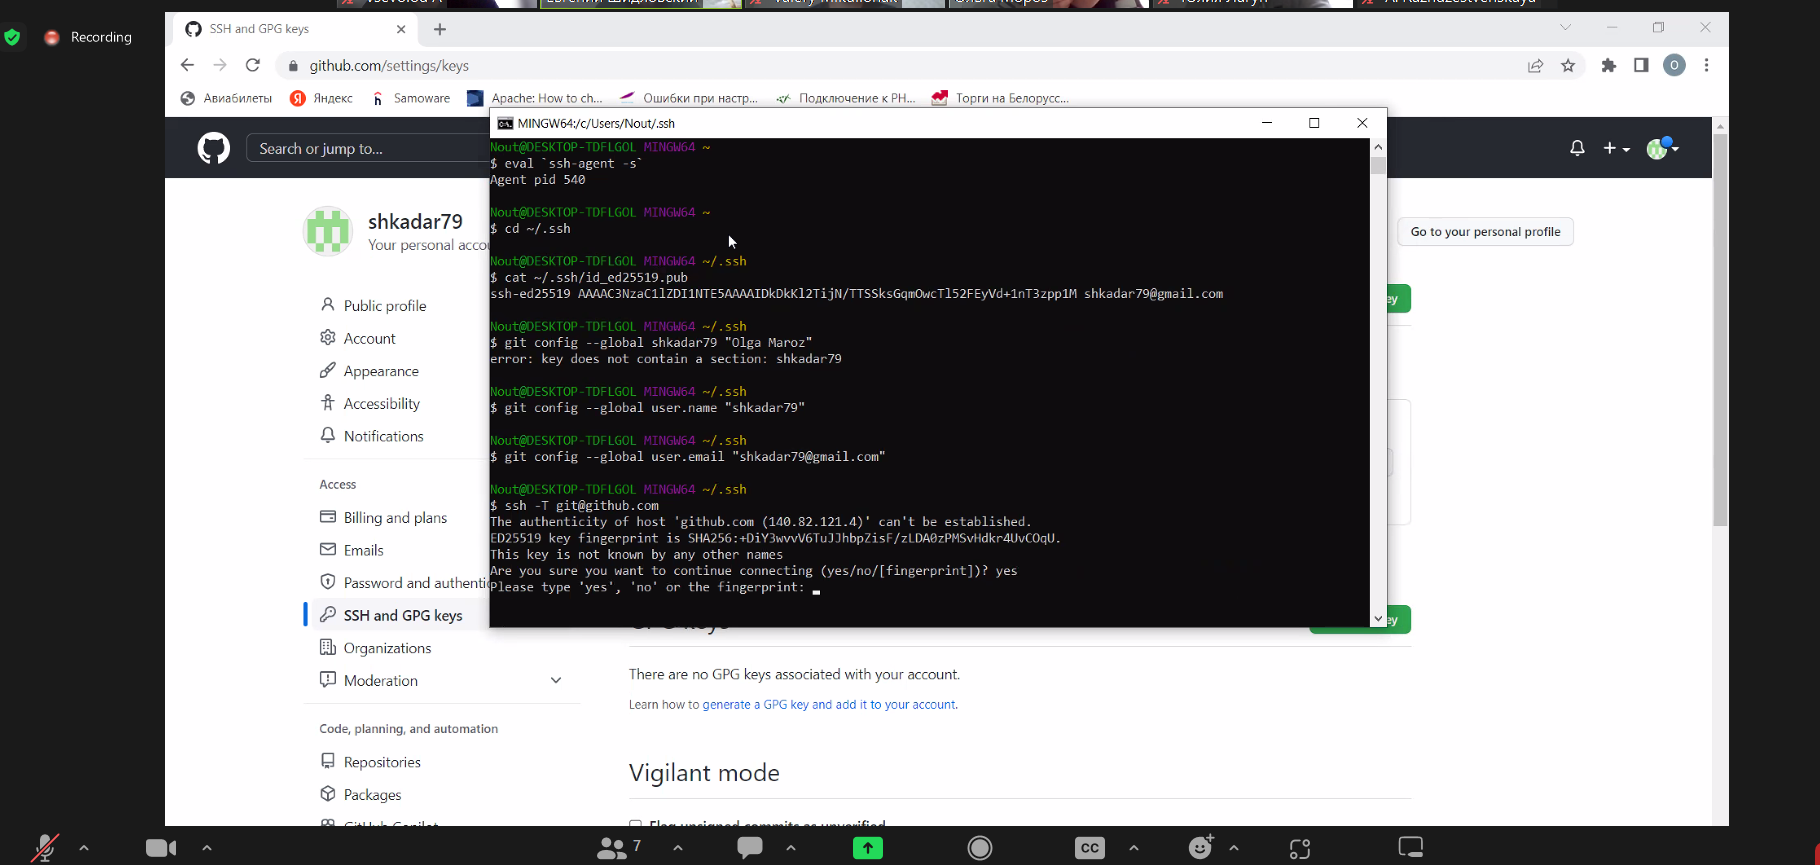 Recording
SSH and GPG keys
github.com/settings/keys
O
Авиабилеты
Яндекс
Samoware
Apache: How to ch...
Ошибки при настр...
Подключение к PH...
Торги на Белорусс...
Search or jump to...
shkadar79
Your personal acco
Go to your personal profile
Public profile
Account
Appearance
Accessibility
Notifications
Access
Billing and plans
Emails
Password and authentic
SSH and GPG keys
Organizations
Moderation
Code, planning, and automation
Repositories
Packages
MINGW64:/c/Users/Nout/.ssh
Nout@DESKTOP-TDFLGOL MINGW64 ~
$ eval `ssh-agent -s`
Agent pid 540
Nout@DESKTOP-TDFLGOL MINGW64 ~
$ cd ~/.ssh
Nout@DESKTOP-TDFLGOL MINGW64 ~/.ssh
$ cat ~/.ssh/id_ed25519.pub
ssh-ed25519 AAAAC3NzaC1lZDI1NTE5AAAAIDkDkKl2TijN/TTSSksGqmOwcTl52FEyVd+1nT3zpp1M shkadar79@gmail.com
Nout@DESKTOP-TDFLGOL MINGW64 ~/.ssh
$ git config --global shkadar79 "Olga Maroz"
error: key does not contain a section: shkadar79
Nout@DESKTOP-TDFLGOL MINGW64 ~/.ssh
$ git config --global user.name "shkadar79"
Nout@DESKTOP-TDFLGOL MINGW64 ~/.ssh
$ git config --global user.email "shkadar79@gmail.com"
Nout@DESKTOP-TDFLGOL MINGW64 ~/.ssh
$ ssh -T git@github.com
The authenticity of host 'github.com (140.82.121.4)' can't be established.
ED25519 key fingerprint is SHA256:+DiY3wvvV6TuJJhbpZisF/zLDA0zPMSvHdkr4UvCOqU.
This key is not known by any other names
Are you sure you want to continue connecting (yes/no/[fingerprint])? yes
Please type 'yes', 'no' or the fingerprint:
ey
ey
There are no GPG keys associated with your account.
Learn how to generate a GPG key and add it to your account.
Vigilant mode
Flag unsigned commits as unverified
7
CC